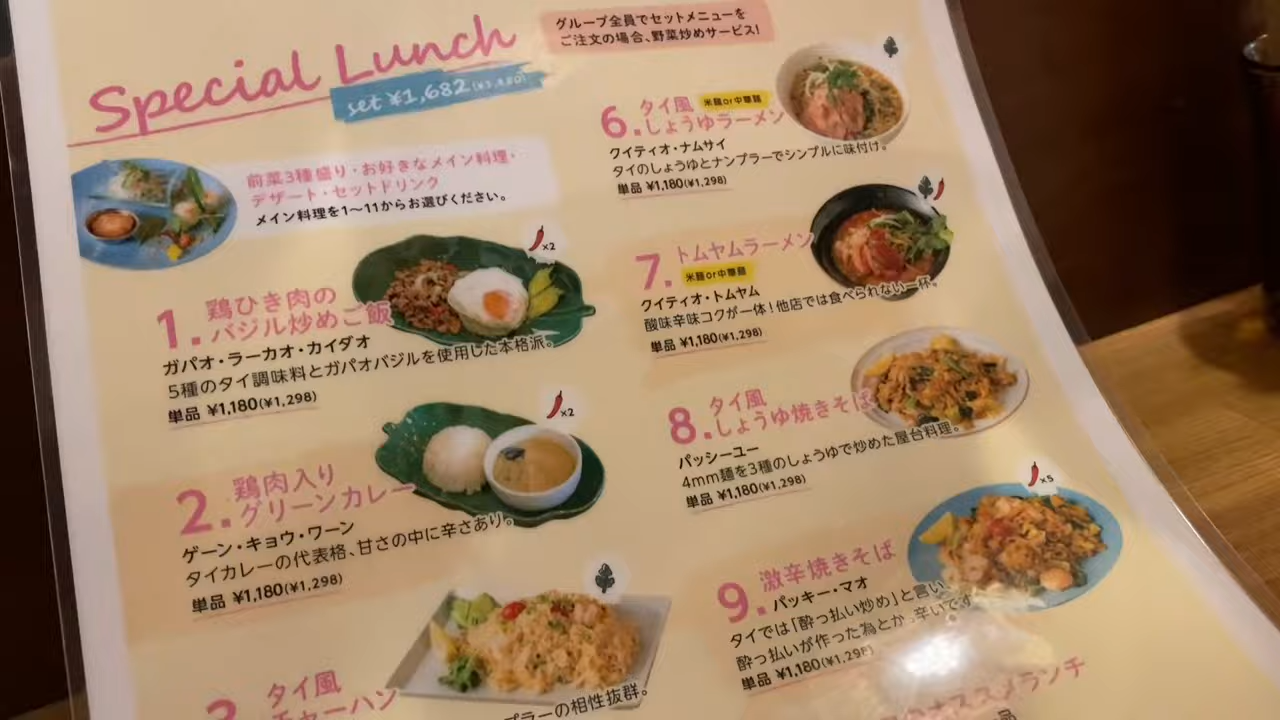 Special Lunch
set ¥1,682
グループ全員でセットメニューを
ご注文の場合、野菜炒めサービス!
前菜3種盛り・お好きなメイン料理・
デザート・セットドリンク
メイン料理を1〜11からお選びください。
×2
1. 鶏ひき肉の
バジル炒めご飯
ガパオ・ラーカオ・カイダオ
5種のタイ調味料とガパオバジルを使用した本格派。
単品 ¥1,180(¥1,298)
×2
2. 鶏肉入り
グリーンカレー
ゲーン・キョウ・ワーン
タイカレーの代表格、甘さの中に辛さあり。
単品 ¥1,180(¥1,298)
3. タイ風
チャーハン
プラーの相性抜群。
6. タイ風 米麺or中華麺
しょうゆラーメン
クイティオ・ナムサイ
タイのしょうゆとナンプラーでシンプルに味付け。
単品 ¥1,180(¥1,298)
7. トムヤムラーメン
米麺or中華麺
クイティオ・トムヤム
酸味辛味コクが一体!他店では食べられない一杯。
単品 ¥1,180(¥1,298)
8. タイ風
しょうゆ焼きそば
パッシーユー
4mm麺を3種のしょうゆで炒めた屋台料理。
単品 ¥1,180(¥1,298)
×5
9. 激辛焼きそば
パッキー・マオ
タイでは「酔っ払い炒め」と言い
酔っ払いが作った為とか。辛いです
単品 ¥1,180(¥1,298)
ススメランチ
品